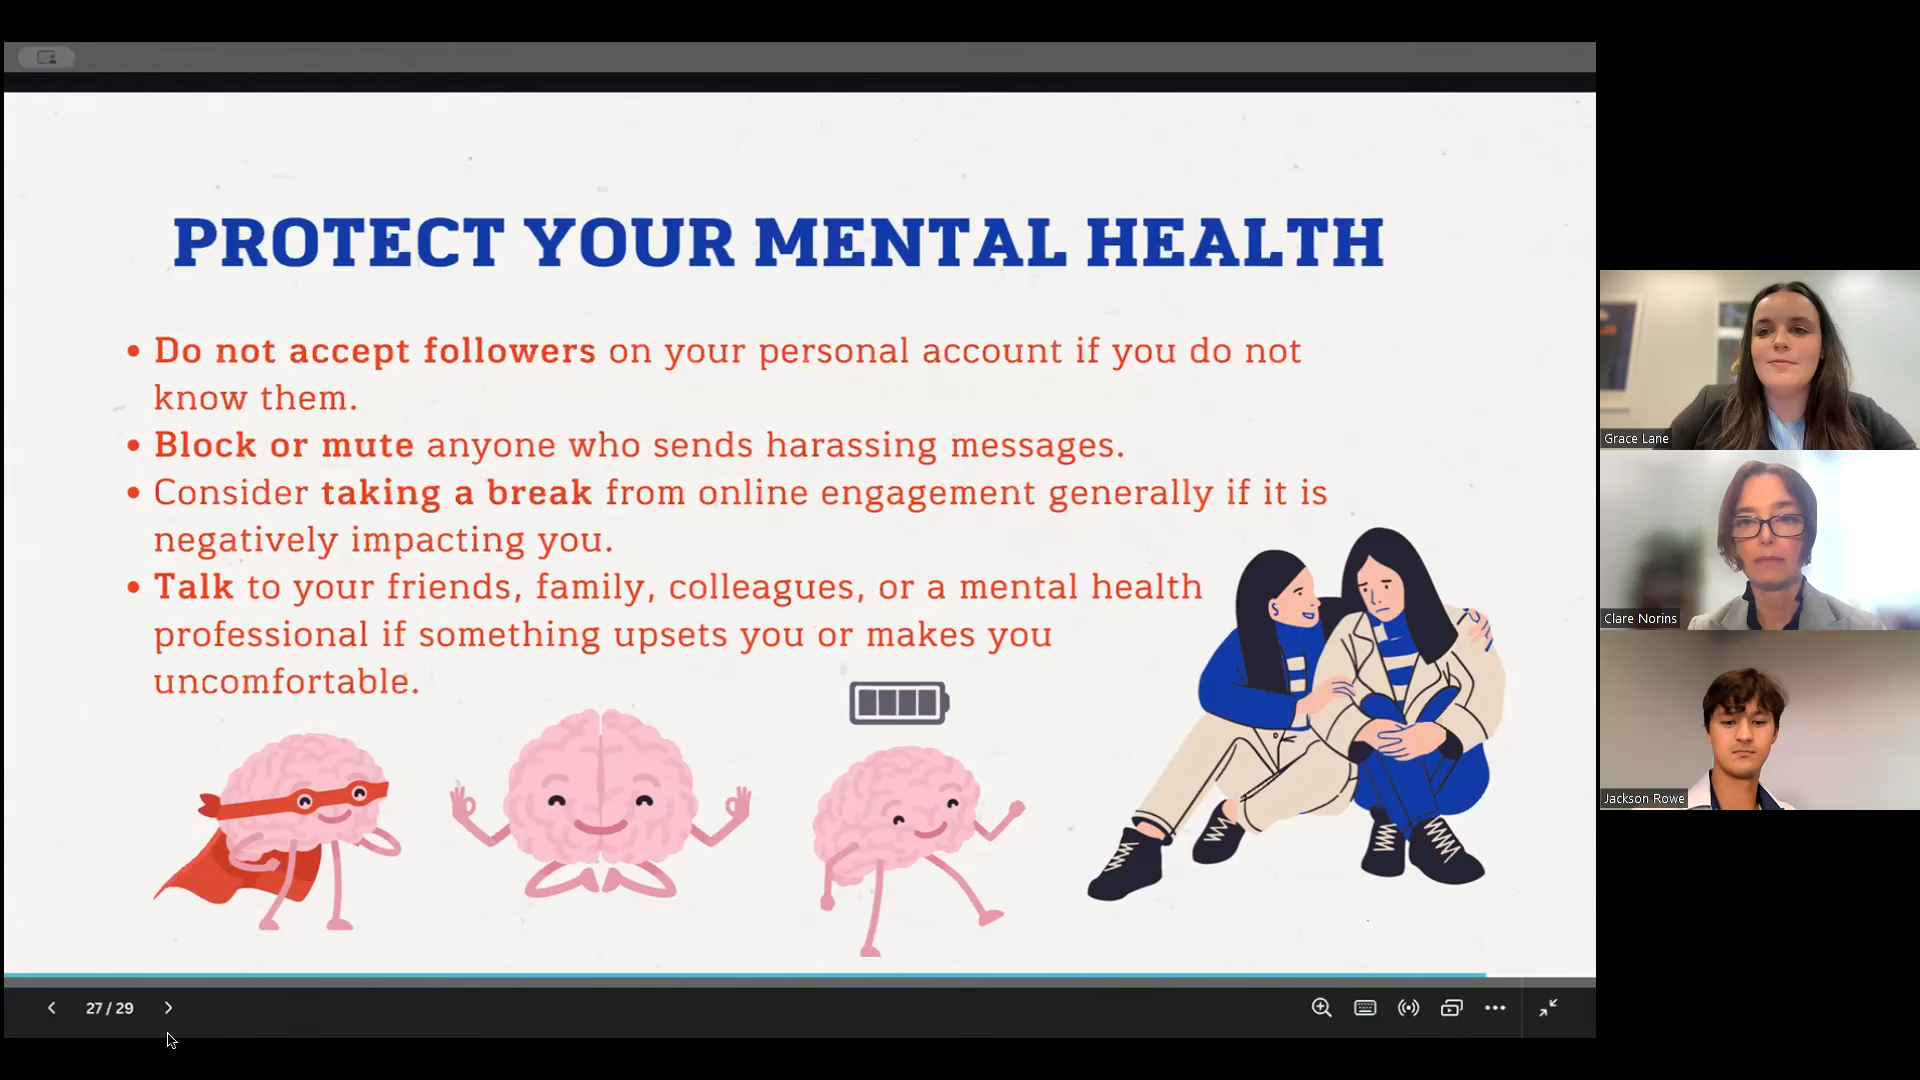 PROTECT YOUR MENTAL HEALTH
• Do not accept followers on your personal account if you do not
know them.
• Block or mute anyone who sends harassing messages.
• Consider taking a break from online engagement generally if it is
negatively impacting you.
• Talk to your friends, family, colleagues, or a mental health
professional if something upsets you or makes you
uncomfortable.
Grace Lane
Clare Norins
Jackson Rowe
27 / 29